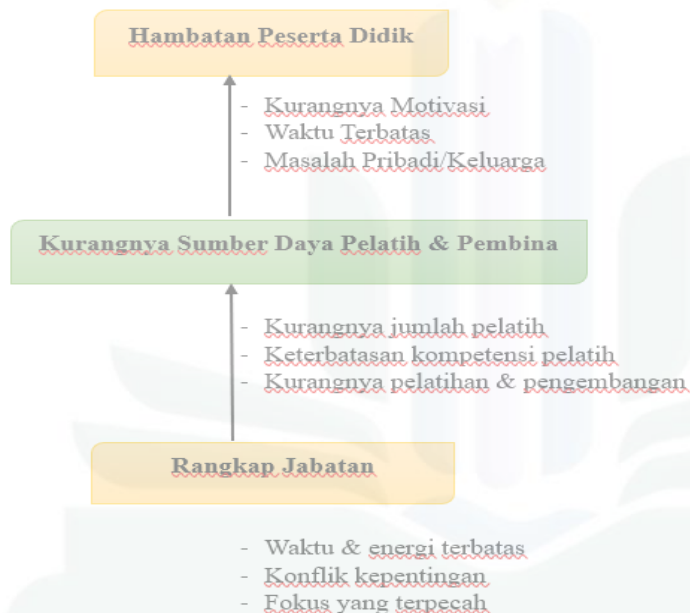 Hambatan Peserta Didik
- Kurangnya Motivasi
- Waktu Terbatas
- Masalah Pribadi/Keluarga
Kurangnya Sumber Daya Pelatih & Pembina
- Kurangnya jumlah pelatih
- Keterbatasan kompetensi pelatih
- Kurangnya pelatihan & pengembangan
Rangkap Jabatan
- Waktu & energi terbatas
- Konflik kepentingan
- Fokus yang terpecah